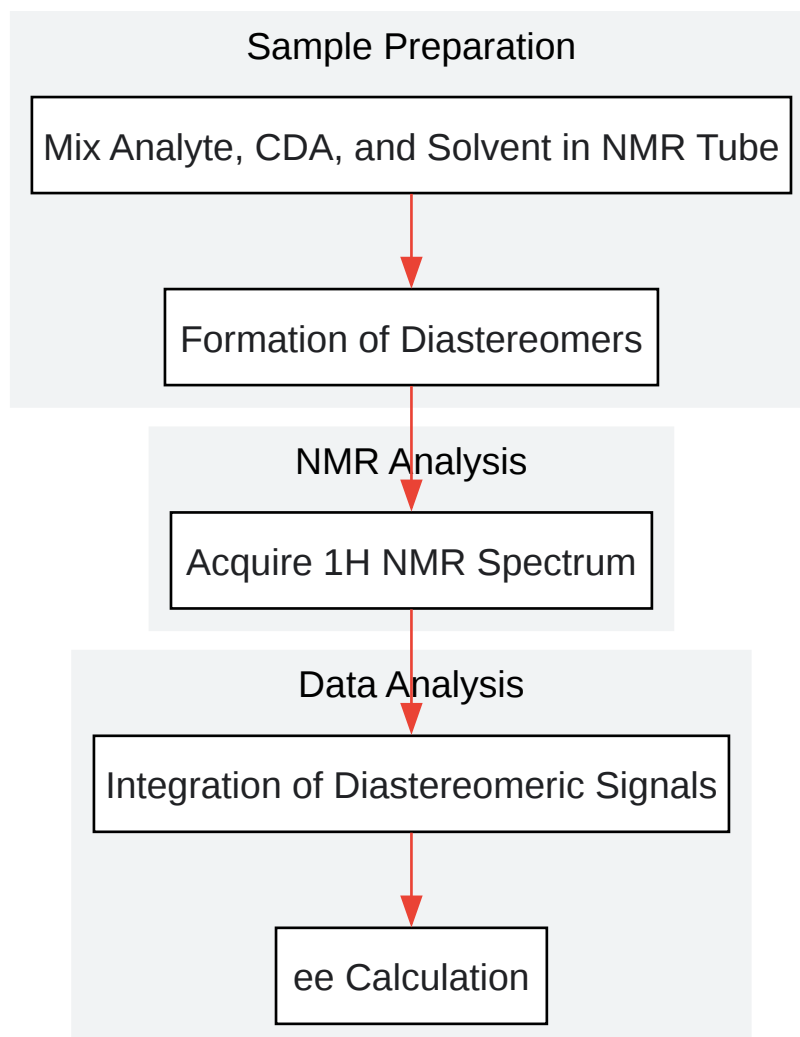 Sample Preparation
Mix Analyte, CDA, and Solvent in NMR Tube
Formation of Diastereomers
NMR Analysis
Acquire 1H NMR Spectrum
Data Analysis
Integration of Diastereomeric Signals
ee Calculation